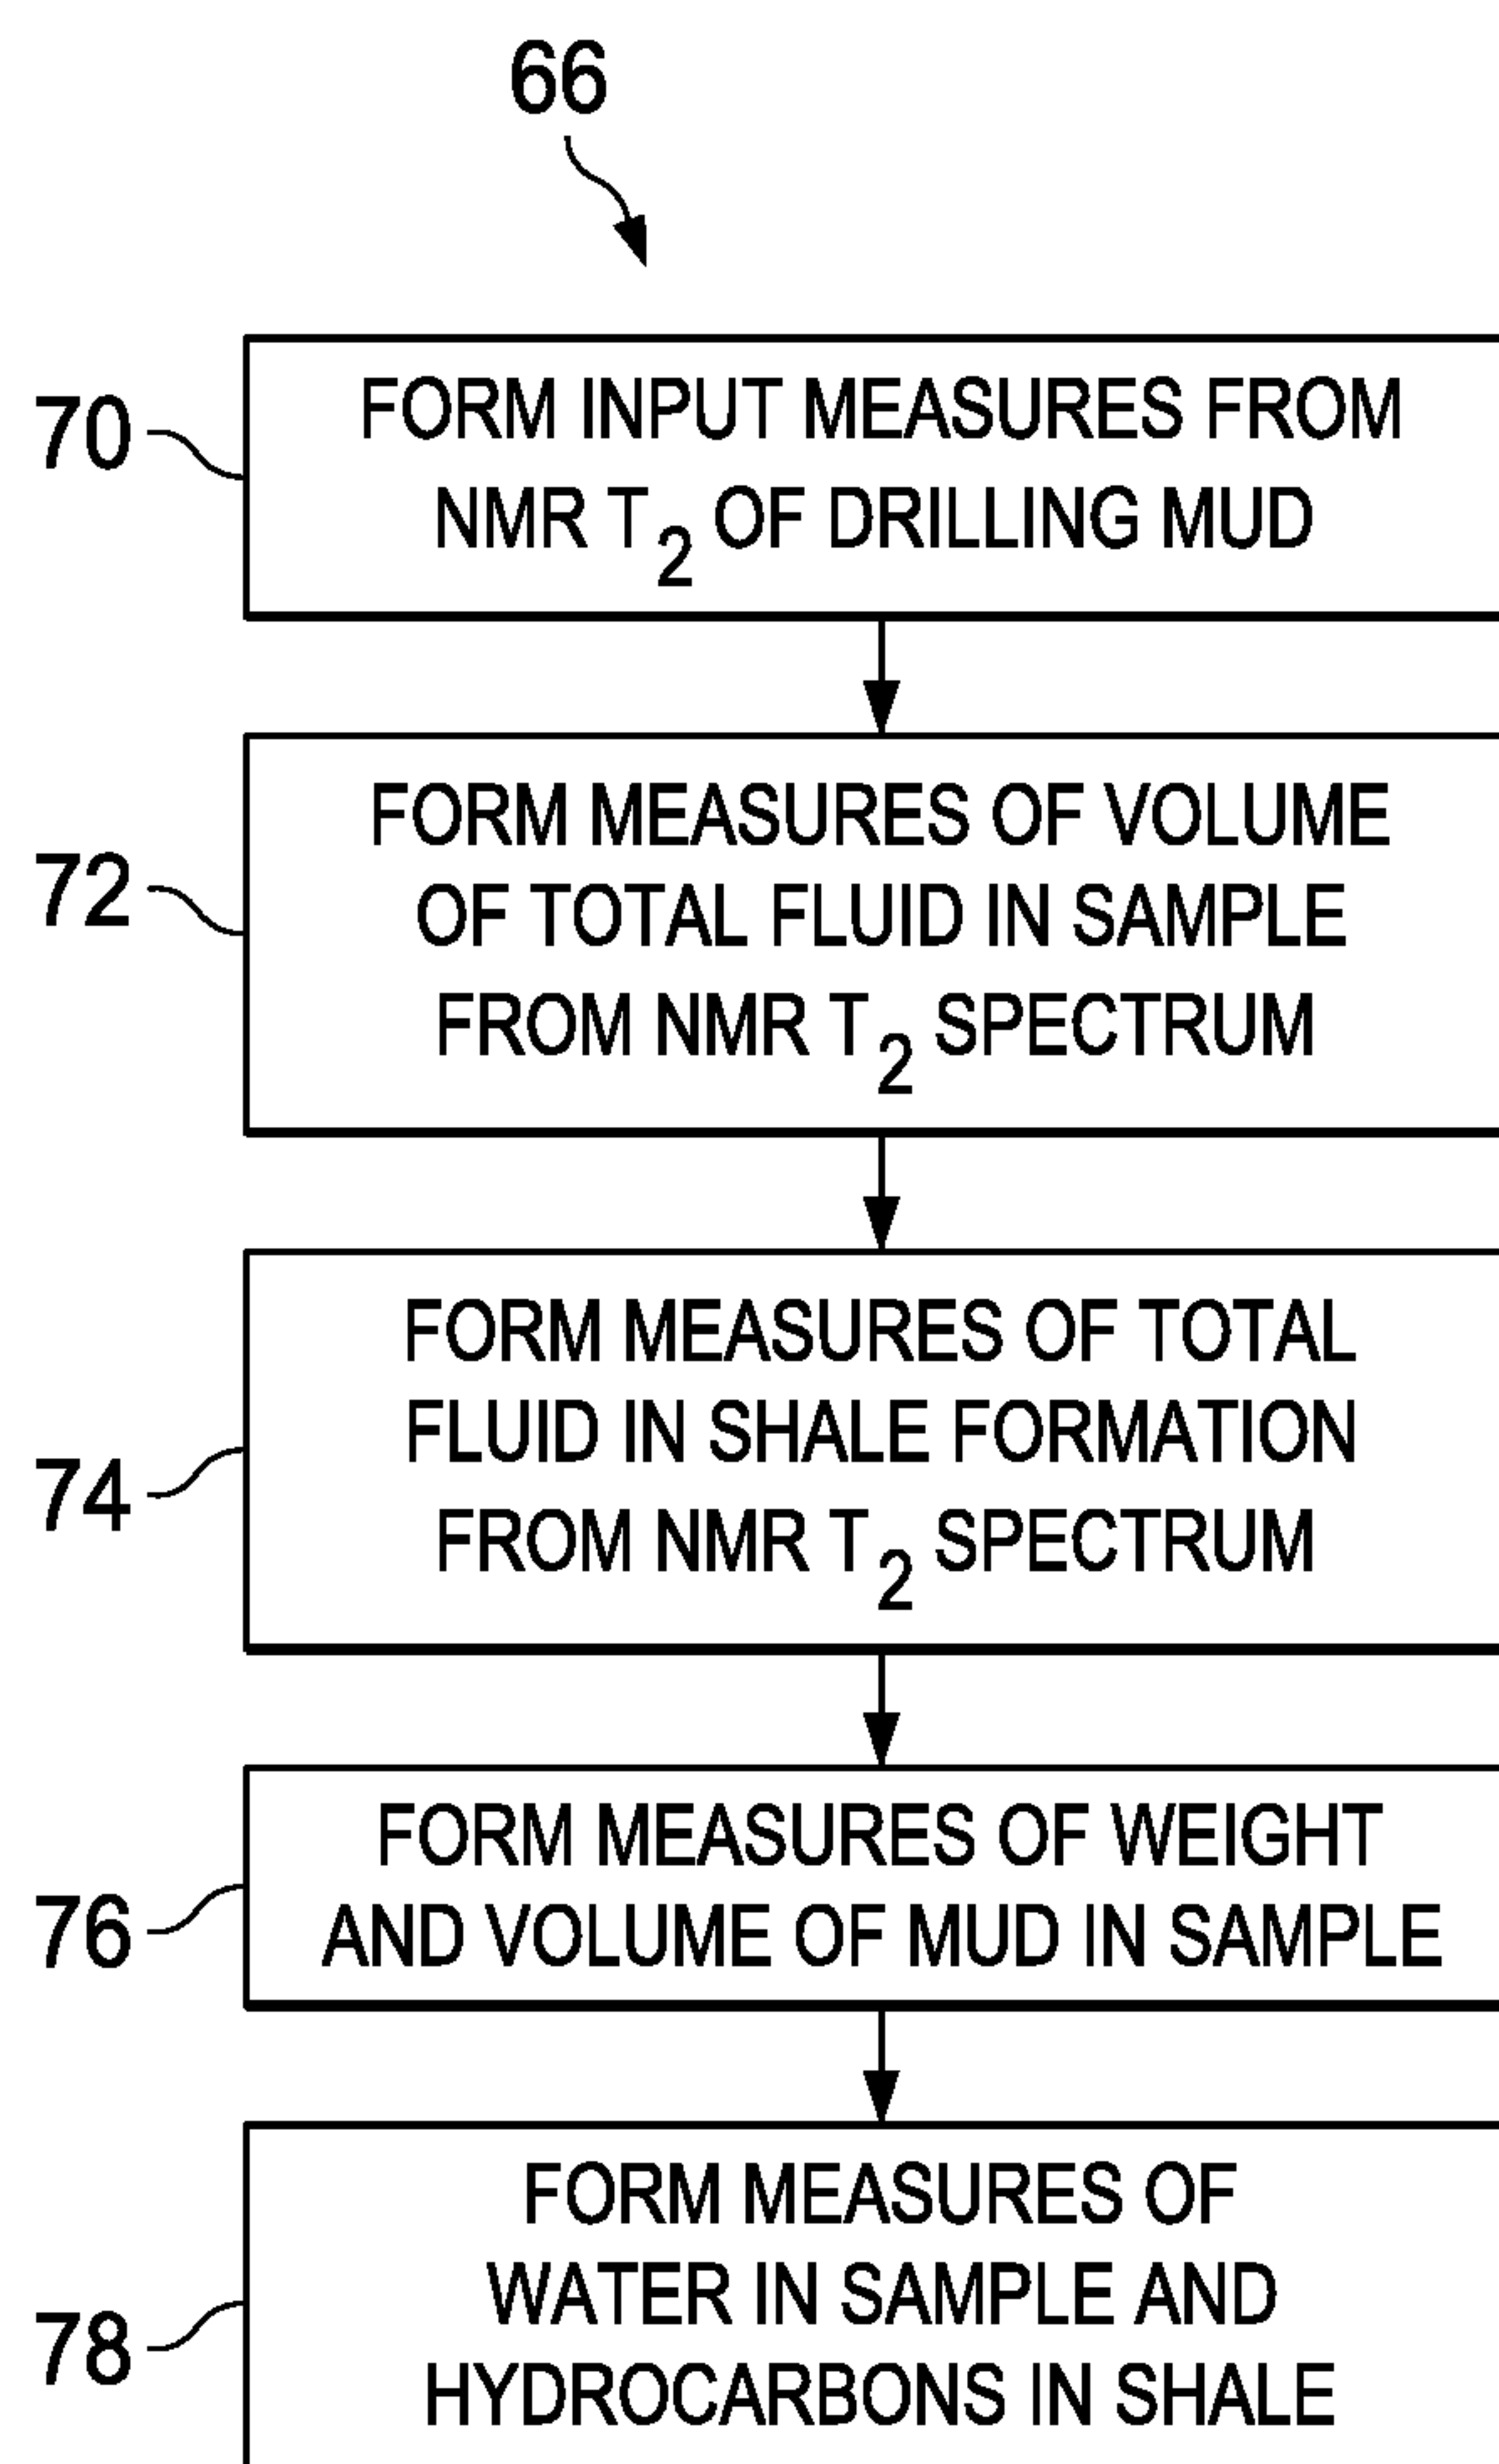 66
70
FORM INPUT MEASURES FROM
NMR T₂ OF DRILLING MUD
72
FORM MEASURES OF VOLUME
OF TOTAL FLUID IN SAMPLE
FROM NMR T₂ SPECTRUM
74
FORM MEASURES OF TOTAL
FLUID IN SHALE FORMATION
FROM NMR T₂ SPECTRUM
76
FORM MEASURES OF WEIGHT
AND VOLUME OF MUD IN SAMPLE
78
FORM MEASURES OF
WATER IN SAMPLE AND
HYDROCARBONS IN SHALE